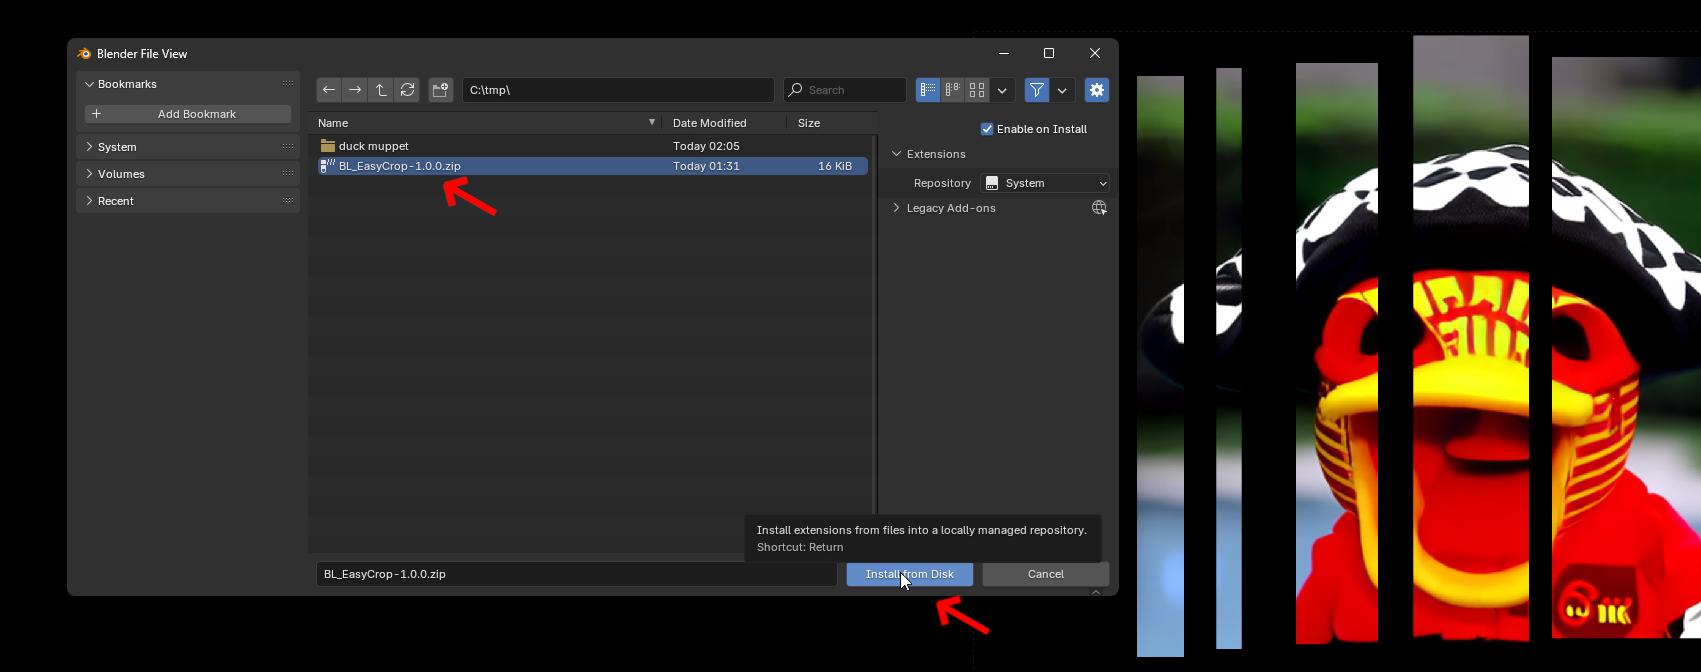 Blender File View
Bookmarks
Add Bookmark
System
Volumes
Recent
C:\tmp\
Search
Name Date Modified Size
duck muppet Today 02:05
BL_EasyCrop-1.0.0.zip Today 01:31 16 KiB
Enable on Install
Extensions
Repository System
Legacy Add-ons
Install extensions from files into a locally managed repository.
Shortcut: Return
BL_EasyCrop-1.0.0.zip
Install from Disk
Cancel